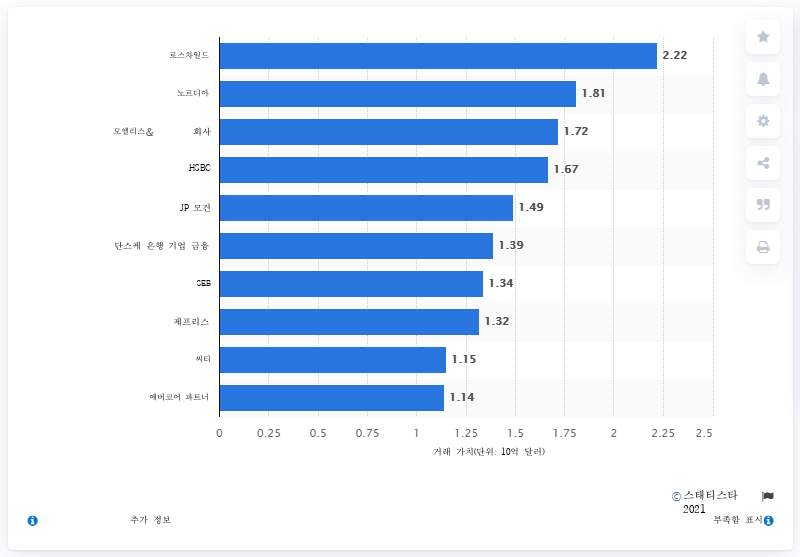 로스차일드 2.22
노르디아 1.81
모엘리스& 회사 1.72
HSBC 1.67
JP 모건 1.49
단스케 은행 기업 금융 1.39
SEB 1.34
제프리스 1.32
씨티 1.15
에버코어 파트너 1.14
0 0.25 0.5 0.75 1 1.25 1.5 1.75 2 2.25 2.5
거래 가치(단위: 10억 달러)
© 스태티스타
2021
추가 정보 부족함 표시